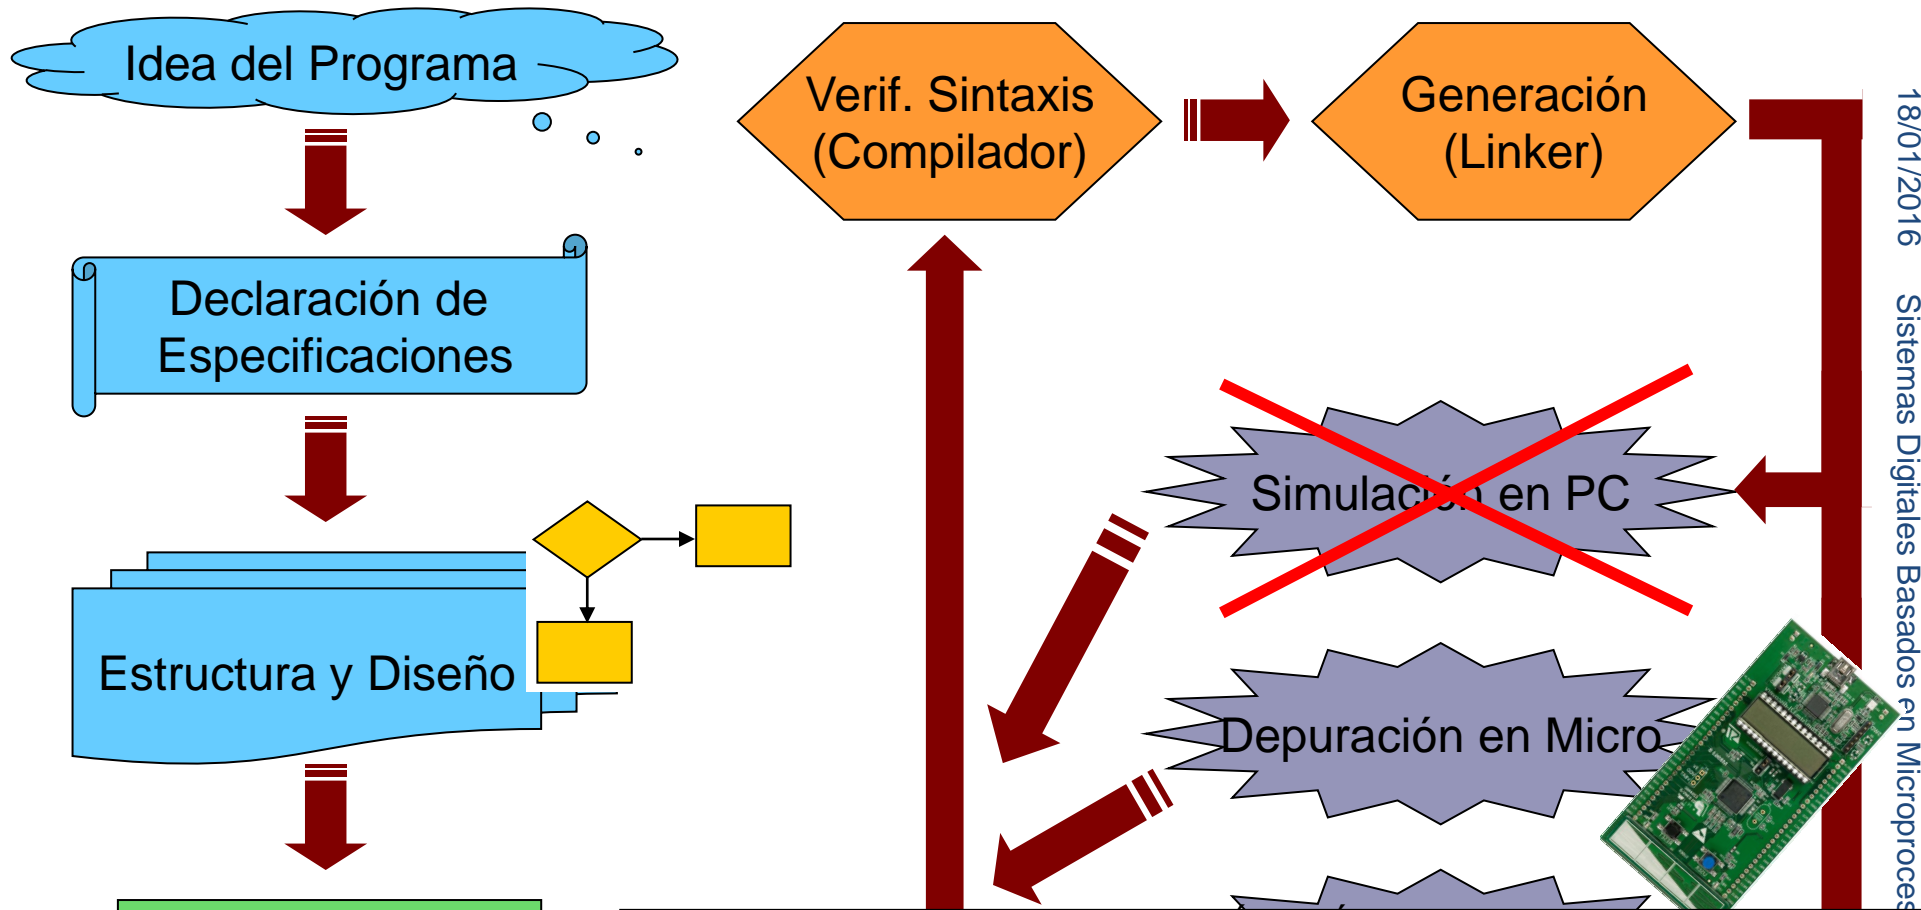 Idea del Programa
Declaración de
Especificaciones
Estructura y Diseño
Verif. Sintaxis
(Compilador)
Generación
(Linker)
Simulación en PC
Depuración en Micro
18/01/2016 Sistemas Digitales Basados en Microproces